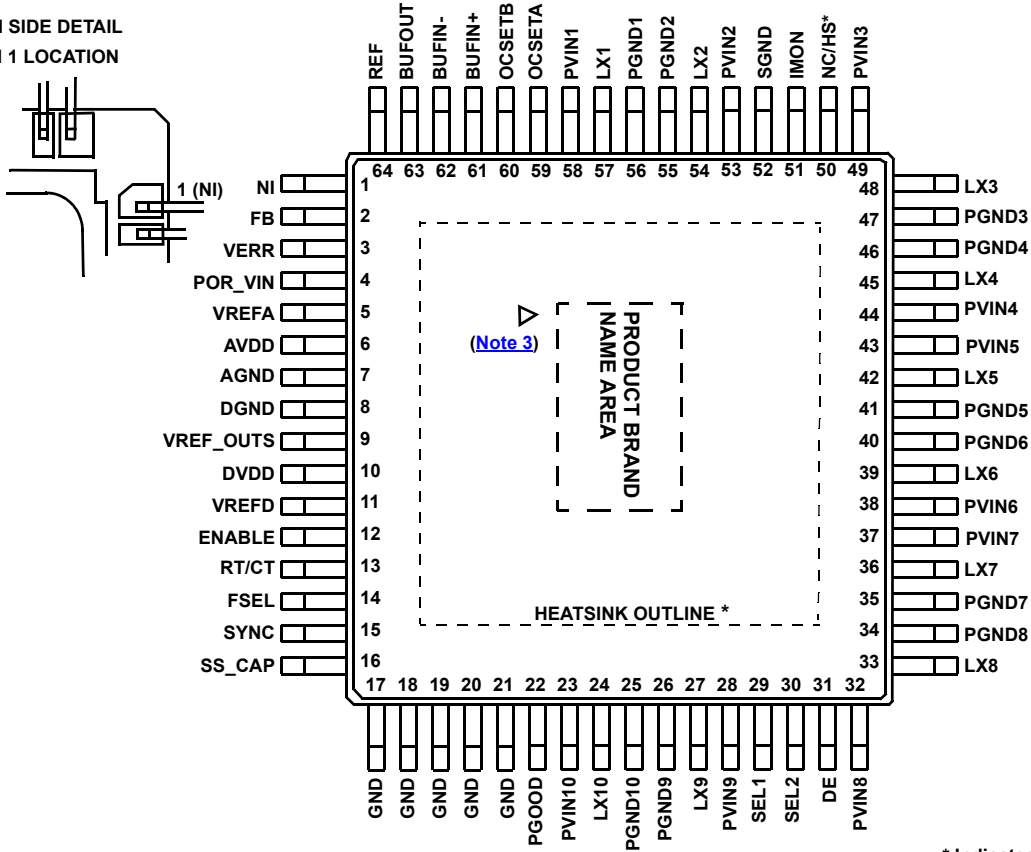 SIDE DETAIL
1 LOCATION
1 (NI)
REF
BUFOUT
BUFIN-
BUFIN+
OCSETB
OCSETA
PVIN1
LX1
PGND1
PGND2
LX2
PVIN2
SGND
IMON
NC/HS*
PVIN3
64 63 62 61 60 59 58 57 56 55 54 53 52 51 50 49
NI 1
FB 2
VERR 3
POR_VIN 4
VREFA 5
AVDD 6
AGND 7
DGND 8
VREF_OUTS 9
DVDD 10
VREFD 11
ENABLE 12
RT/CT 13
FSEL 14
SYNC 15
SS_CAP 16
(Note 3)
PRODUCT BRAND
NAME AREA
HEATSINK OUTLINE *
48 LX3
47 PGND3
46 PGND4
45 LX4
44 PVIN4
43 PVIN5
42 LX5
41 PGND5
40 PGND6
39 LX6
38 PVIN6
37 PVIN7
36 LX7
35 PGND7
34 PGND8
33 LX8
17 18 19 20 21 22 23 24 25 26 27 28 29 30 31 32
GND
GND
GND
GND
GND
PGOOD
PVIN10
LX10
PGND10
PGND9
LX9
PVIN9
SEL1
SEL2
DE
PVIN8